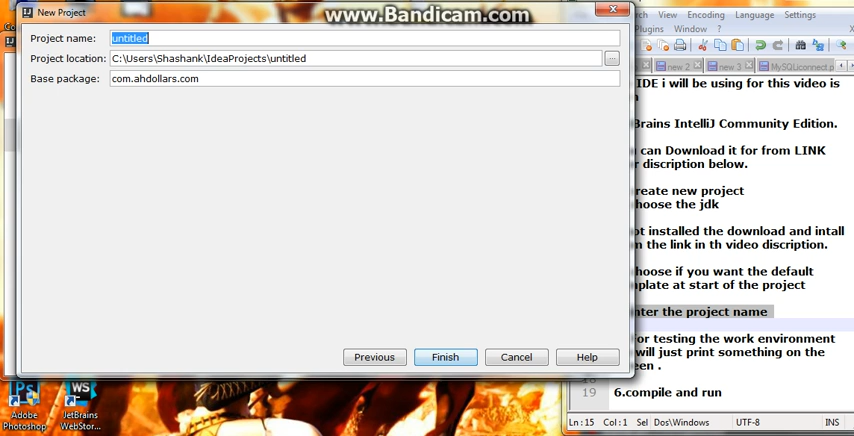 www.Bandicam.com
New Project
Project name: untitled
Project location: C:\Users\Shashank\IdeaProjects\untitled
...
Base package: com.ahdollars.com
Previous
Finish
Cancel
Help
View Encoding Language Settings
Plugins Window ?
new 2
new 3
MySQLiconnect.p
IDE i will be using for this video is
Brains IntelliJ Community Edition.
can Download it for from LINK
discription below.
reate new project
hoose the jdk
ot installed the download and intall
the link in th video discription.
hoose if you want the default
plate at start of the project
nter the project name
or testing the work environment
will just print something on the
een .
6.compile and run
18
19
Ln:15 Col:1 Sel Dos\Windows UTF-8 INS
Adobe
Photoshop
JetBrains
WebStor...
Ps
WS